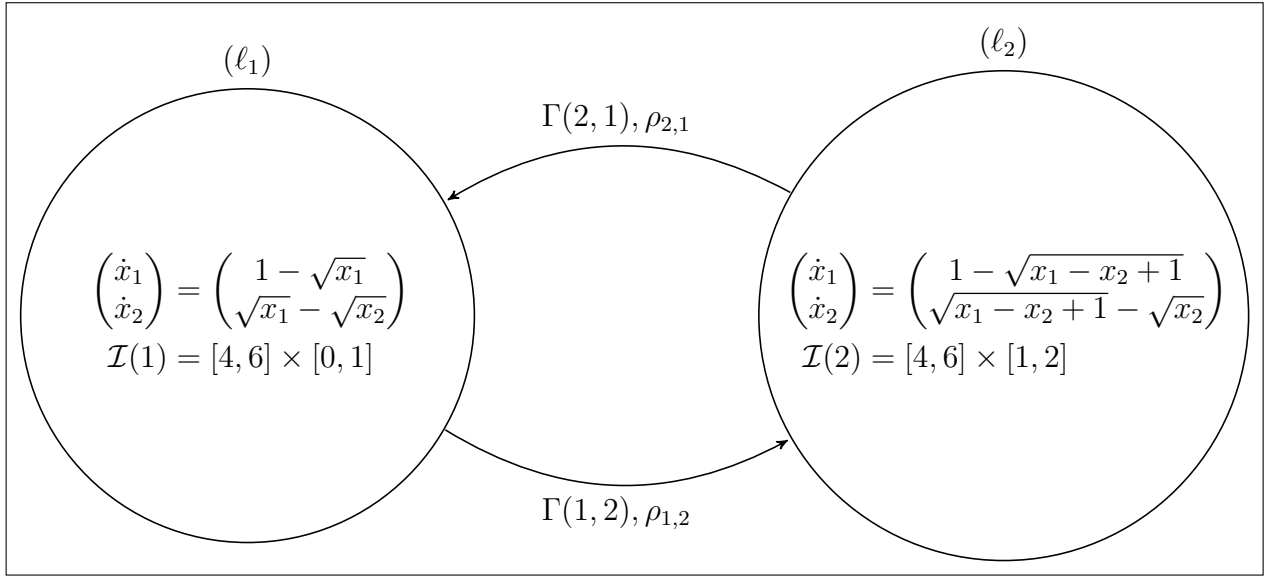 (ℓ₁)
(ℓ₂)
Γ(2, 1), ρ₂,₁
(ẋ₁ ẋ₂) = (1 − √x₁ √x₁ − √x₂)
I(1) = [4, 6] × [0, 1]
(ẋ₁ ẋ₂) = (1 − √(x₁ − x₂ + 1) √(x₁ − x₂ + 1) − √x₂)
I(2) = [4, 6] × [1, 2]
Γ(1, 2), ρ₁,₂